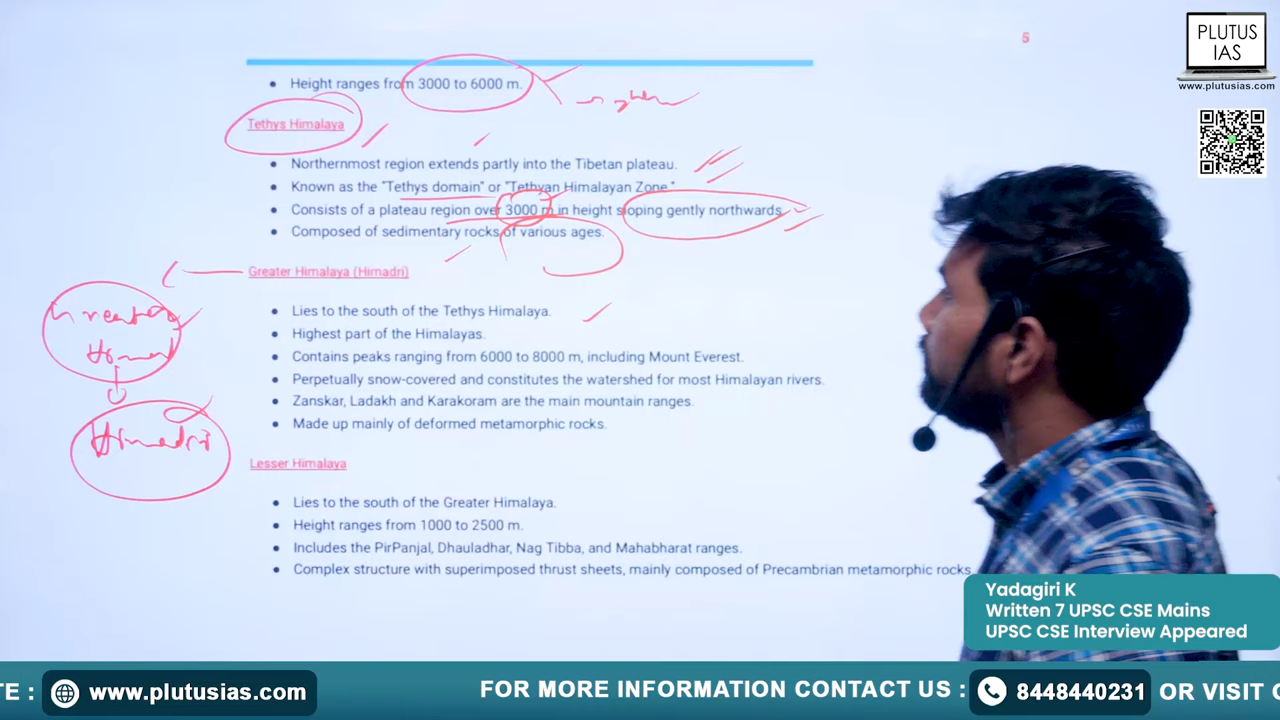 5
PLUTUS
IAS
www.plutusias.com
Height ranges from 3000 to 6000 m.
Tethys Himalaya
Northernmost region extends partly into the Tibetan plateau.
Known as the "Tethys domain" or "Tethyan Himalayan Zone."
Consists of a plateau region over 3000 m in height sloping gently northwards.
Composed of sedimentary rocks of various ages.
Greater Himalaya (Himadri)
Lies to the south of the Tethys Himalaya.
Highest part of the Himalayas.
Contains peaks ranging from 6000 to 8000 m, including Mount Everest.
Perpetually snow-covered and constitutes the watershed for most Himalayan rivers.
Zanskar, Ladakh and Karakoram are the main mountain ranges.
Made up mainly of deformed metamorphic rocks.
Greater
Himadri
Lesser Himalaya
Lies to the south of the Greater Himalaya.
Height ranges from 1000 to 2500 m.
Includes the PirPanjal, Dhauladhar, Nag Tibba, and Mahabharat ranges.
Complex structure with superimposed thrust sheets, mainly composed of Precambrian metamorphic rocks
Yadagiri K
Written 7 UPSC CSE Mains
UPSC CSE Interview Appeared
TE : www.plutusias.com FOR MORE INFORMATION CONTACT US : 8448440231 OR VISIT